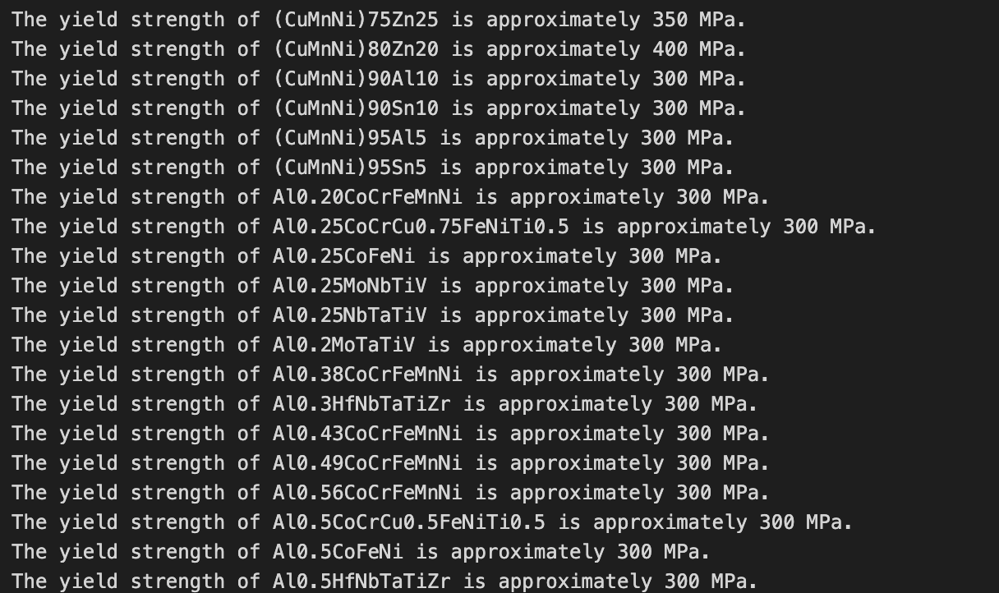 The yield strength of (CuMnNi)75Zn25 is approximately 350 MPa.
The yield strength of (CuMnNi)80Zn20 is approximately 400 MPa.
The yield strength of (CuMnNi)90Al10 is approximately 300 MPa.
The yield strength of (CuMnNi)90Sn10 is approximately 300 MPa.
The yield strength of (CuMnNi)95Al5 is approximately 300 MPa.
The yield strength of (CuMnNi)95Sn5 is approximately 300 MPa.
The yield strength of Al0.20CoCrFeMnNi is approximately 300 MPa.
The yield strength of Al0.25CoCrCu0.75FeNiTi0.5 is approximately 300 MPa.
The yield strength of Al0.25CoFeNi is approximately 300 MPa.
The yield strength of Al0.25MoNbTiV is approximately 300 MPa.
The yield strength of Al0.25NbTaTiV is approximately 300 MPa.
The yield strength of Al0.2MoTaTiV is approximately 300 MPa.
The yield strength of Al0.38CoCrFeMnNi is approximately 300 MPa.
The yield strength of Al0.3HfNbTaTiZr is approximately 300 MPa.
The yield strength of Al0.43CoCrFeMnNi is approximately 300 MPa.
The yield strength of Al0.49CoCrFeMnNi is approximately 300 MPa.
The yield strength of Al0.56CoCrFeMnNi is approximately 300 MPa.
The yield strength of Al0.5CoCrCu0.5FeNiTi0.5 is approximately 300 MPa.
The yield strength of Al0.5CoFeNi is approximately 300 MPa.
The yield strength of Al0.5HfNbTaTiZr is approximately 300 MPa.